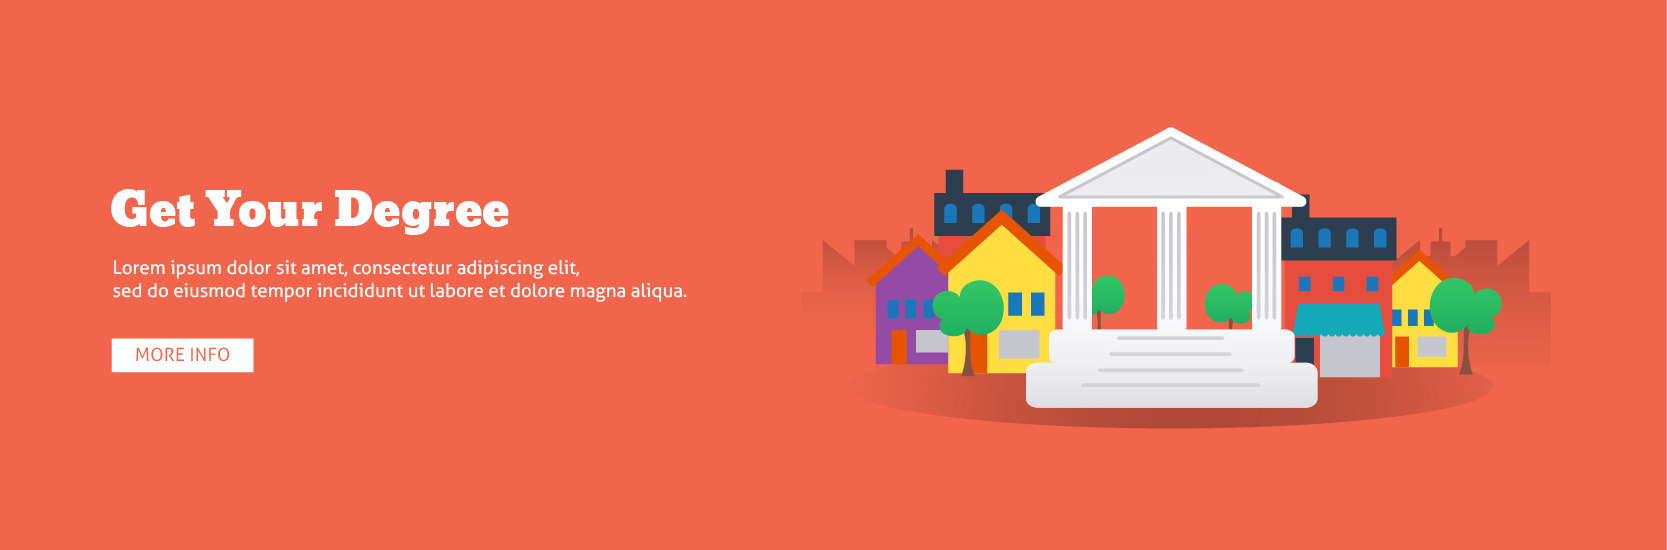 Get Your Degree
Lorem ipsum dolor sit amet, consectetur adipiscing elit,
sed do eiusmod tempor incididunt ut labore et dolore magna aliqua.
MORE INFO